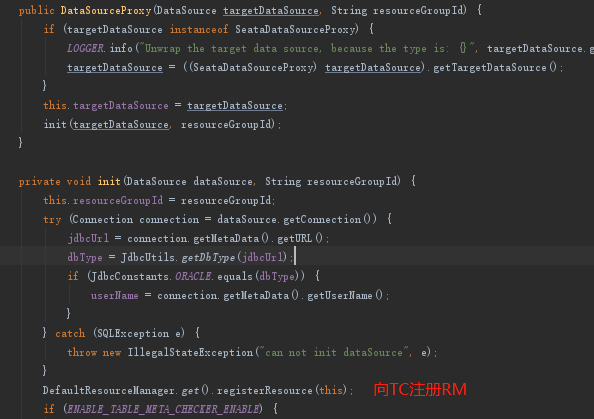 public DataSourceProxy(DataSource targetDataSource, String resourceGroupId) {
if (targetDataSource instanceof SeataDataSourceProxy) {
LOGGER.info("Unwrap the target data source, because the type is: {}", targetDataSource.g
targetDataSource = ((SeataDataSourceProxy) targetDataSource).getTargetDataSource();
}
this.targetDataSource = targetDataSource;
init(targetDataSource, resourceGroupId);
}
private void init(DataSource dataSource, String resourceGroupId) {
this.resourceGroupId = resourceGroupId;
try (Connection connection = dataSource.getConnection()) {
jdbcUrl = connection.getMetaData().getURL();
dbType = JdbcUtils.getDbType(jdbcUrl);
if (JdbcConstants.ORACLE.equals(dbType)) {
userName = connection.getMetaData().getUserName();
}
} catch (SQLException e) {
throw new IllegalStateException("can not init dataSource", e);
}
DefaultResourceManager.get().registerResource(this); 向TC注册RM
if (ENABLE_TABLE_META_CHECKER_ENABLE) {